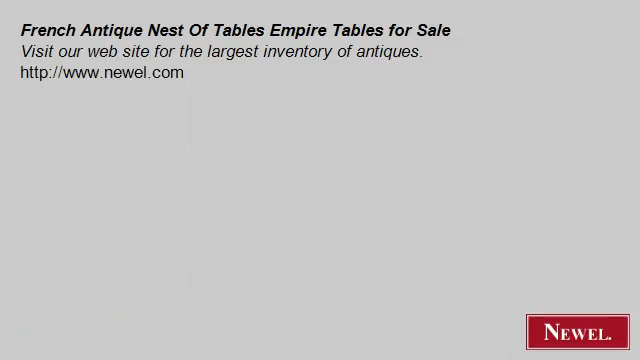 French Antique Nest Of Tables Empire Tables for Sale
Visit our web site for the largest inventory of antiques.
http://www.newel.com
NEWEL.